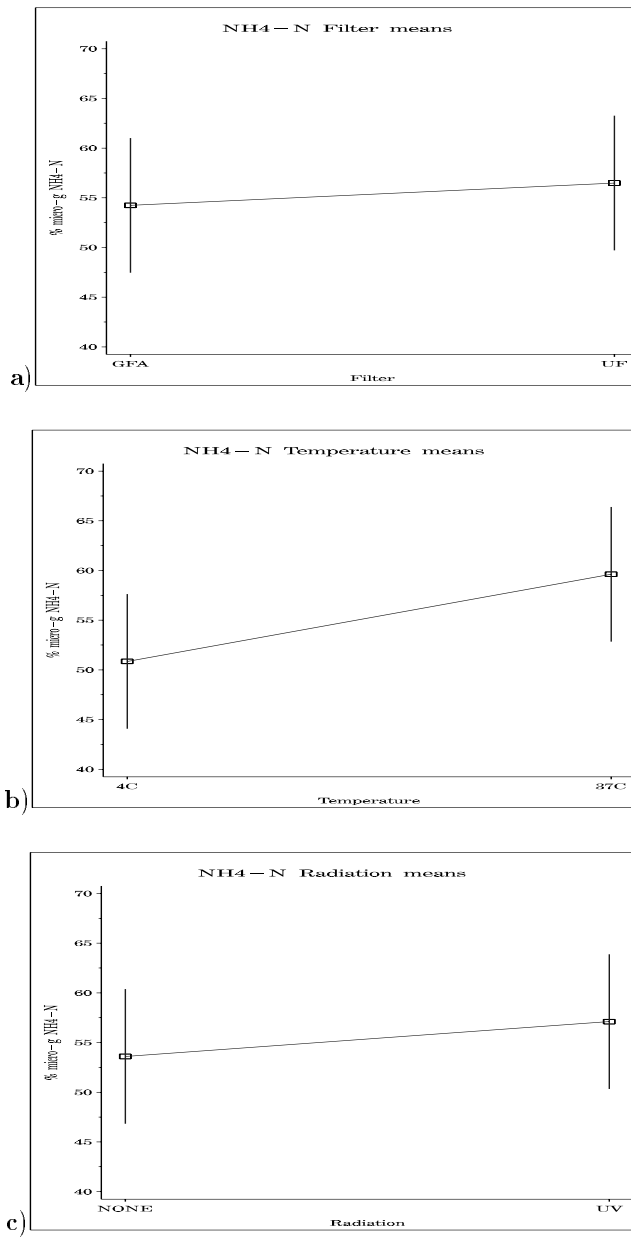 NH4-N Filter means
70
65
60
55
50
45
40
% micro-g NH4-N
GFA
UF
Filter
a)
NH4-N Temperature means
70
65
60
55
50
45
40
% micro-g NH4-N
4C
37C
Temperature
b)
NH4-N Radiation means
70
65
60
55
50
45
40
% micro-g NH4-N
NONE
UV
Radiation
c)